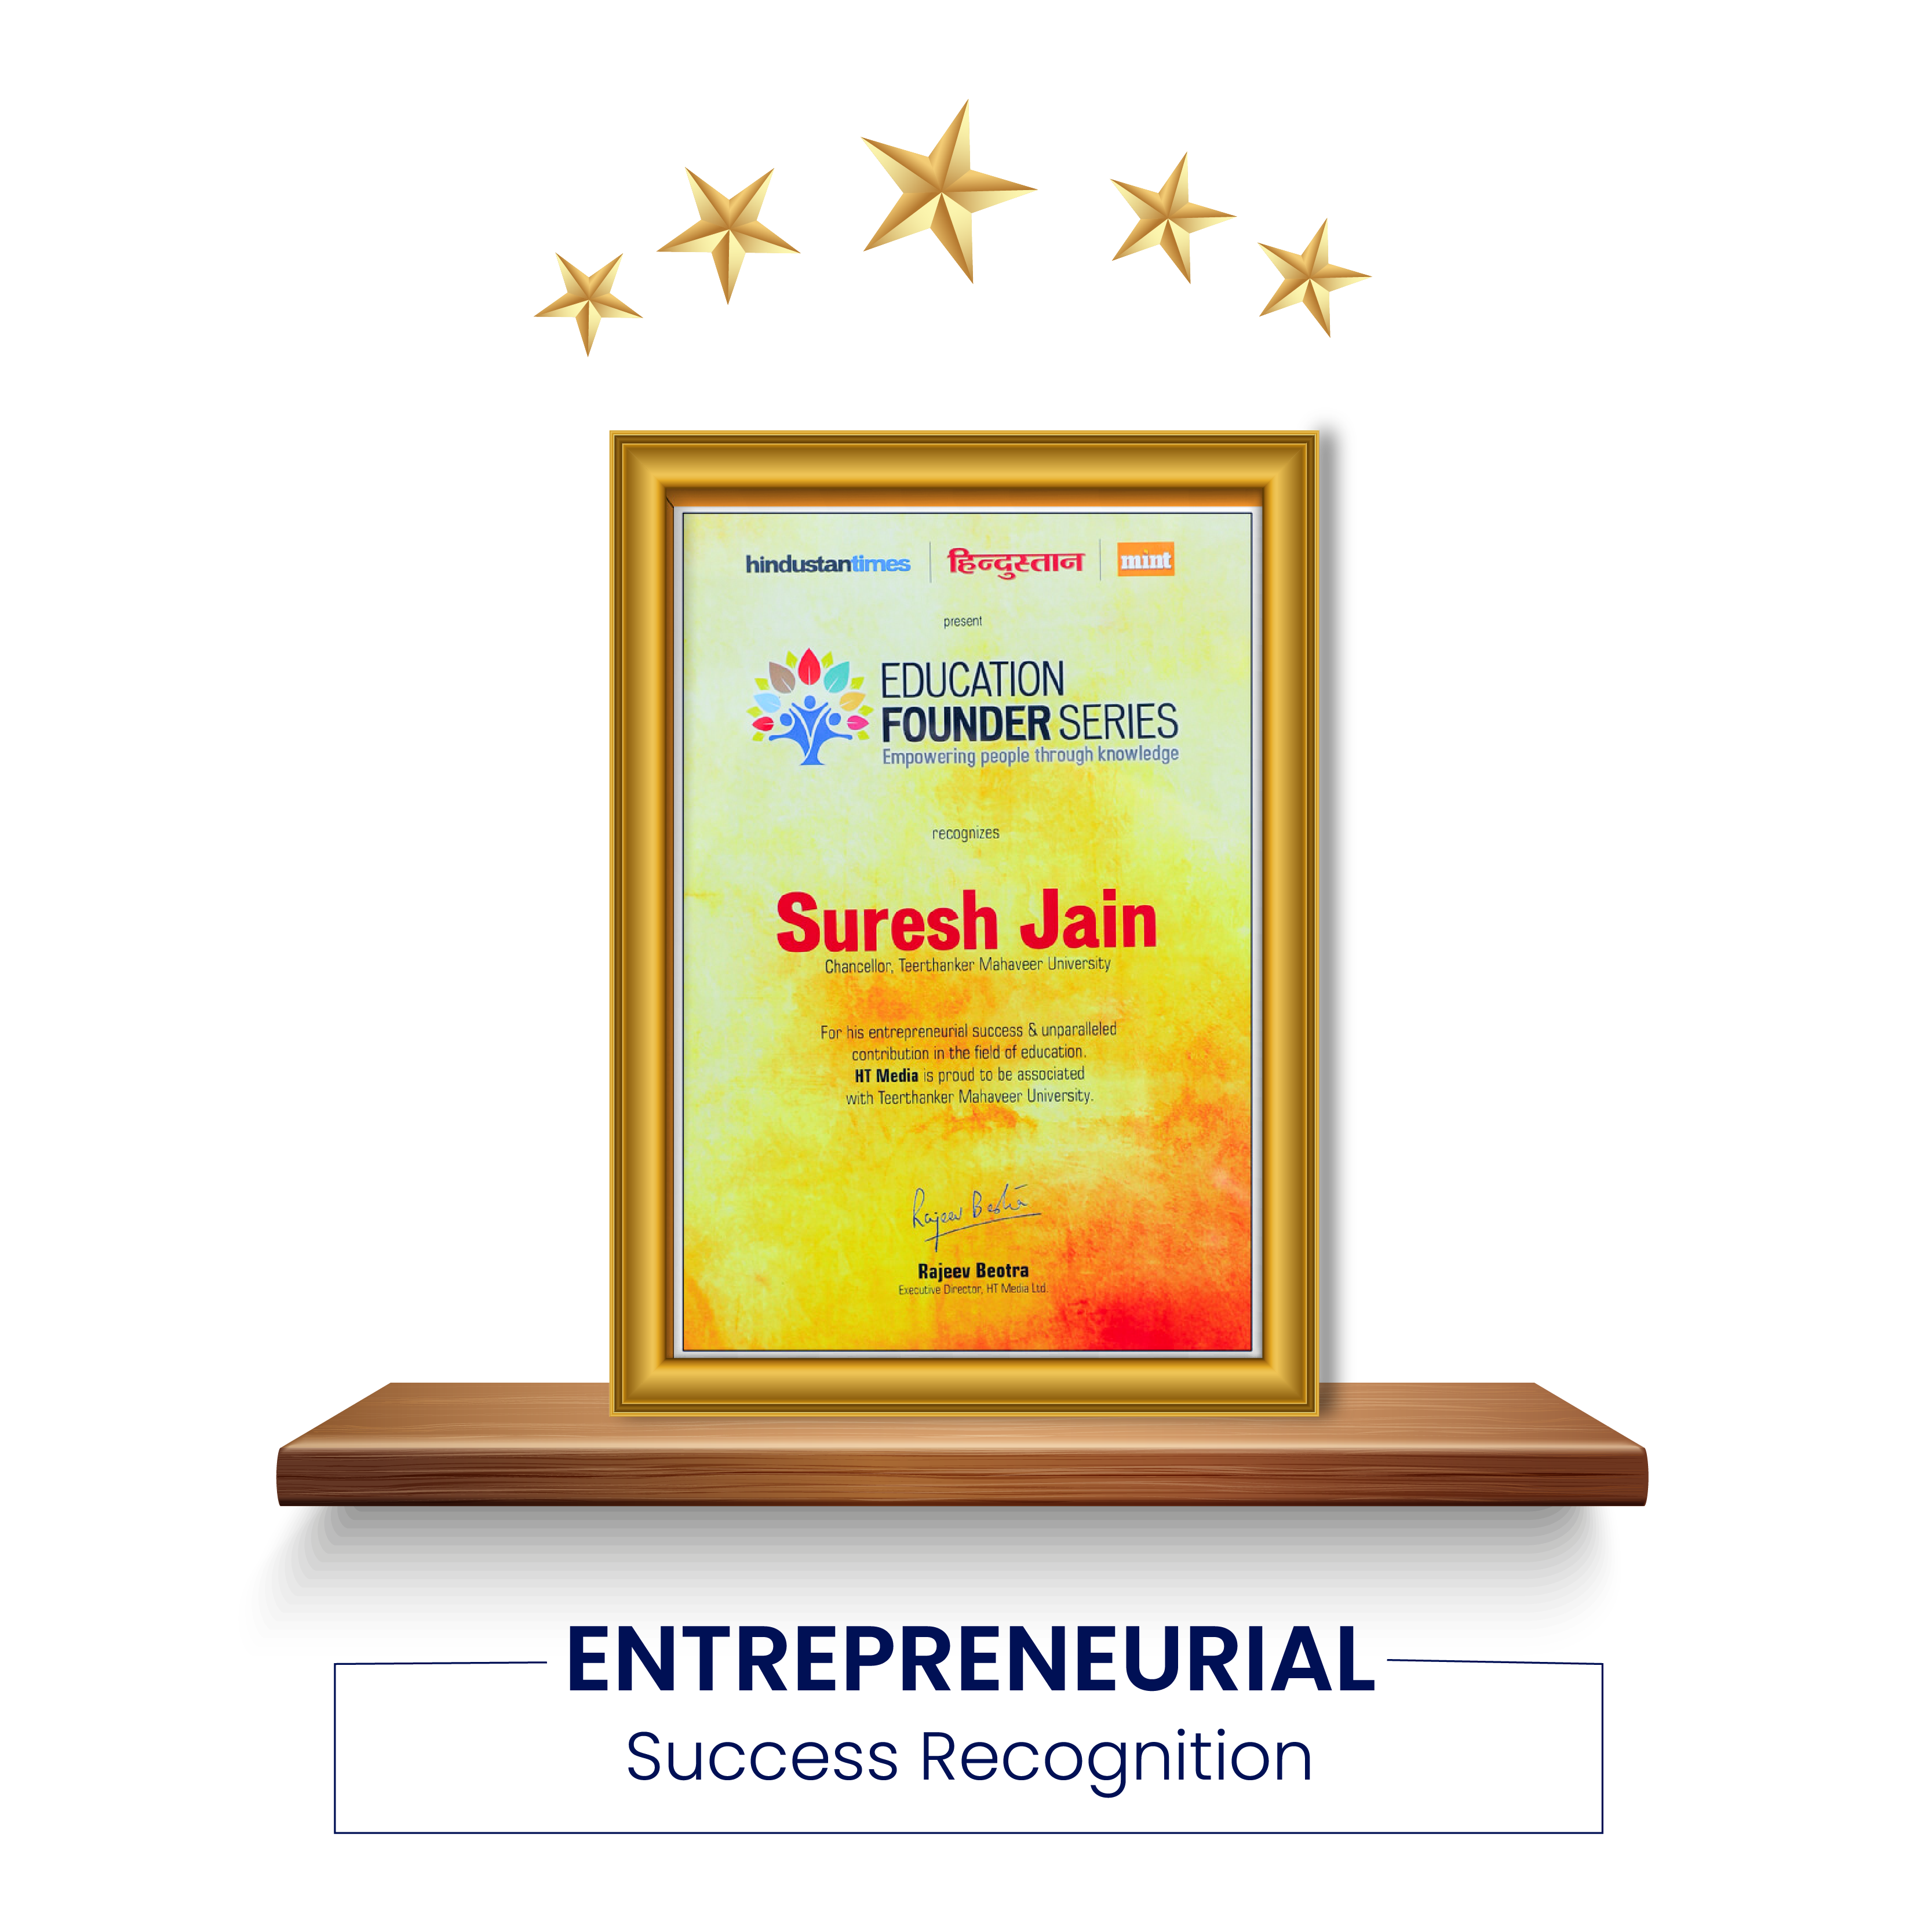 hindustantimes हिन्दुस्तान mint
present
EDUCATION
FOUNDER SERIES
Empowering people through knowledge
recognizes
Suresh Jain
Chancellor, Teerthanker Mahaveer University
For his entrepreneurial success & unparalleled
contribution in the field of education.
HT Media is proud to be associated
with Teerthanker Mahaveer University.
Rajeev Beotra
Rajeev Beotra
Executive Director, HT Media Ltd.
ENTREPRENEURIAL
Success Recognition